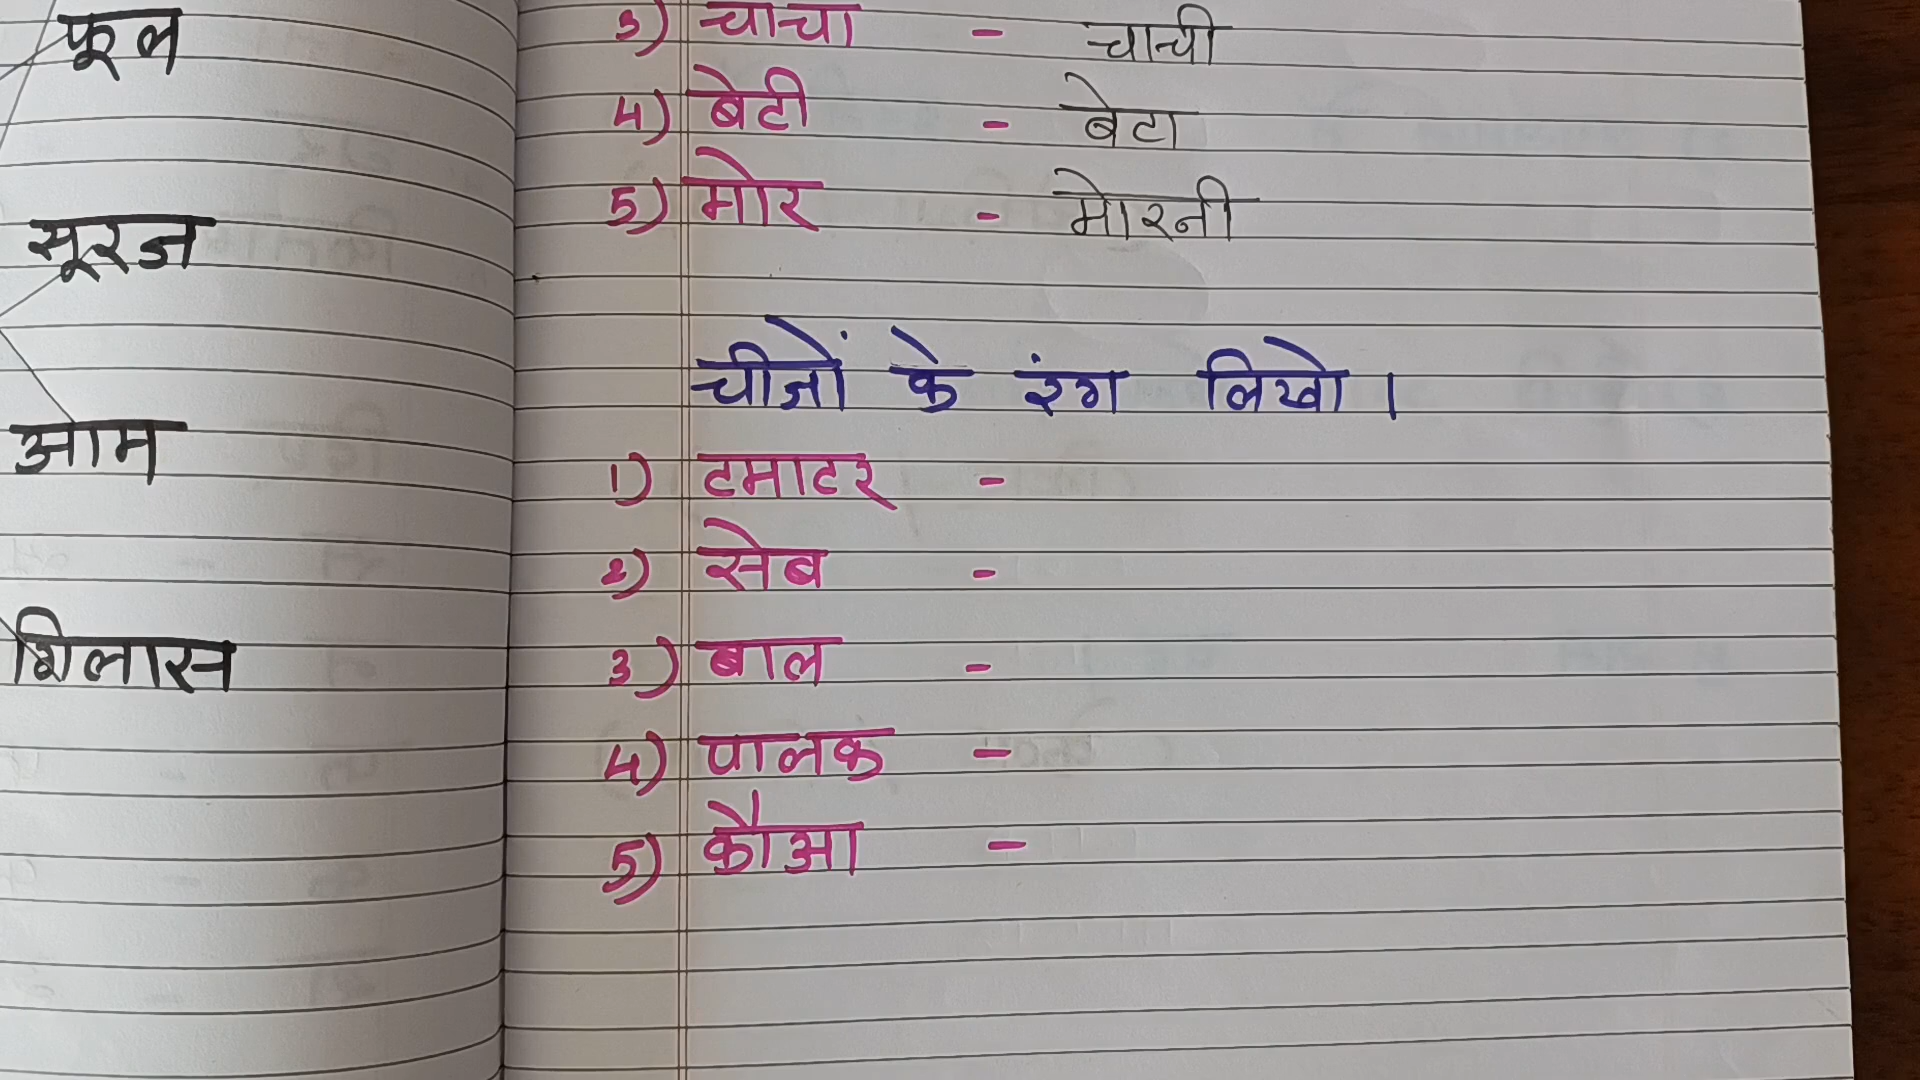 फूल
सूरज
आम
गिलास
3) चाचा - चाची
4) बेटी - बेटा
5) मोर - मोरनी
चीजों के रंग लिखो।
1) टमाटर -
2) सेब -
3) बाल -
4) पालक -
5) कौआ -